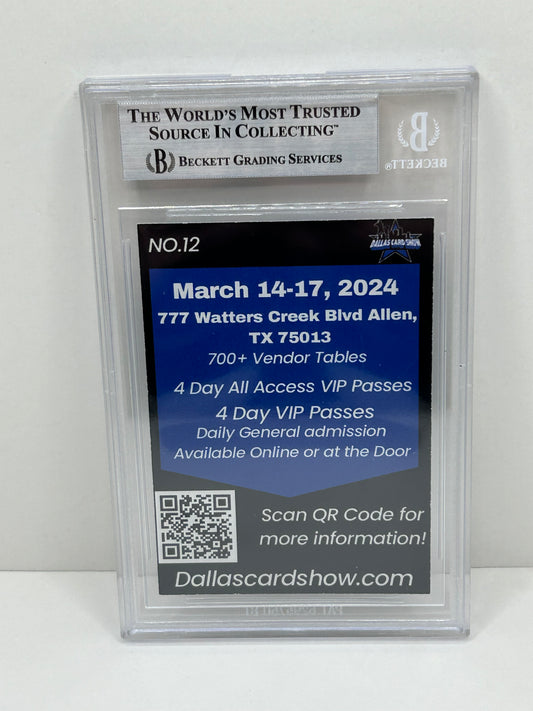 THE WORLD'S MOST TRUSTED
SOURCE IN COLLECTING™
BECKETT GRADING SERVICES
BECKETT®
NO.12
DALLAS CARD SHOW
March 14-17, 2024
777 Watters Creek Blvd Allen,
TX 75013
700+ Vendor Tables
4 Day All Access VIP Passes
4 Day VIP Passes
Daily General admission
Available Online or at the Door
Scan QR Code for
more information!
Dallascardshow.com